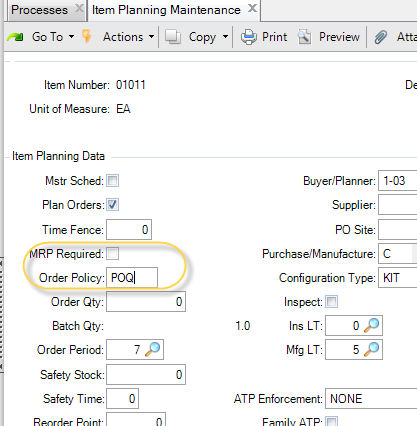 Processes × Item Planning Maintenance ×
Go To Actions Copy Atta Print Preview
Item Number: 01011 De
Unit of Measure: EA
Item Planning Data
Mstr Sched: Buyer/Planner: 1-03
Plan Orders: Supplier:
Time Fence: 0 PO Site:
MRP Required: Purchase/Manufacture: C
Order Policy: POQ Configuration Type: KIT
Order Qty: 0 Inspect:
Batch Qty: 1.0 Ins LT: 0
Order Period: 7 Mfg LT: 5
Safety Stock: 0
Safety Time: 0 ATP Enforcement: NONE
Reorder Point: 0 Family ATP: